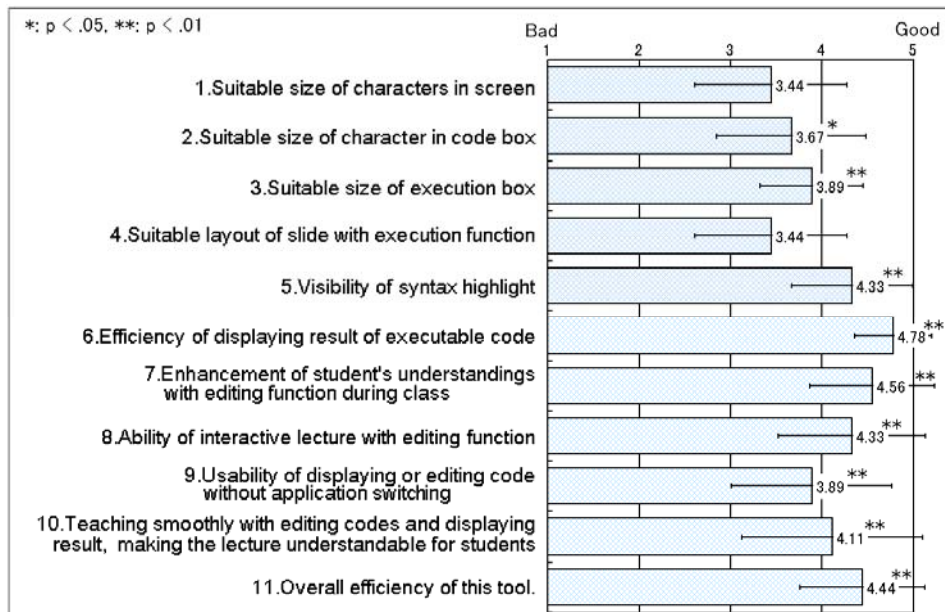 *: p < .05, **: p < .01
Bad Good
1 2 3 4 5
1.Suitable size of characters in screen 3.44
2.Suitable size of character in code box 3.67 *
3.Suitable size of execution box 3.89 **
4.Suitable layout of slide with execution function 3.44
5.Visibility of syntax highlight 4.33 **
6.Efficiency of displaying result of executable code 4.78 **
7.Enhancement of student's understandings
with editing function during class 4.56 **
8.Ability of interactive lecture with editing function 4.33 **
9.Usability of displaying or editing code
without application switching 3.89 **
10.Teaching smoothly with editing codes and displaying
result, making the lecture understandable for students 4.11 **
11.Overall efficiency of this tool. 4.44 **